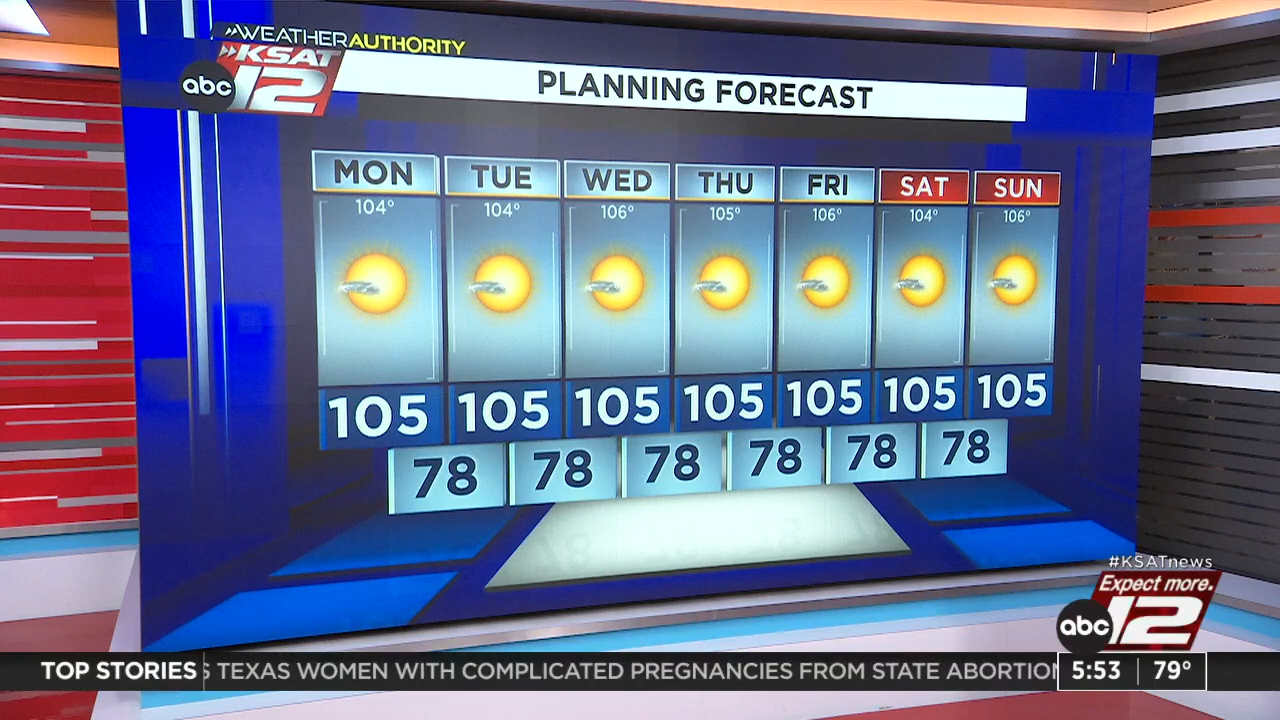 »WEATHERAUTHORITY
»KSAT
abc 12
PLANNING FORECAST
MON TUE WED THU FRI SAT SUN
104° 104° 106° 105° 106° 104° 106°
105 105 105 105 105 105 105
78 78 78 78 78 78
#KSATnews
Expect more.
abc 12
TOP STORIES S TEXAS WOMEN WITH COMPLICATED PREGNANCIES FROM STATE ABORTION 5:53 79°